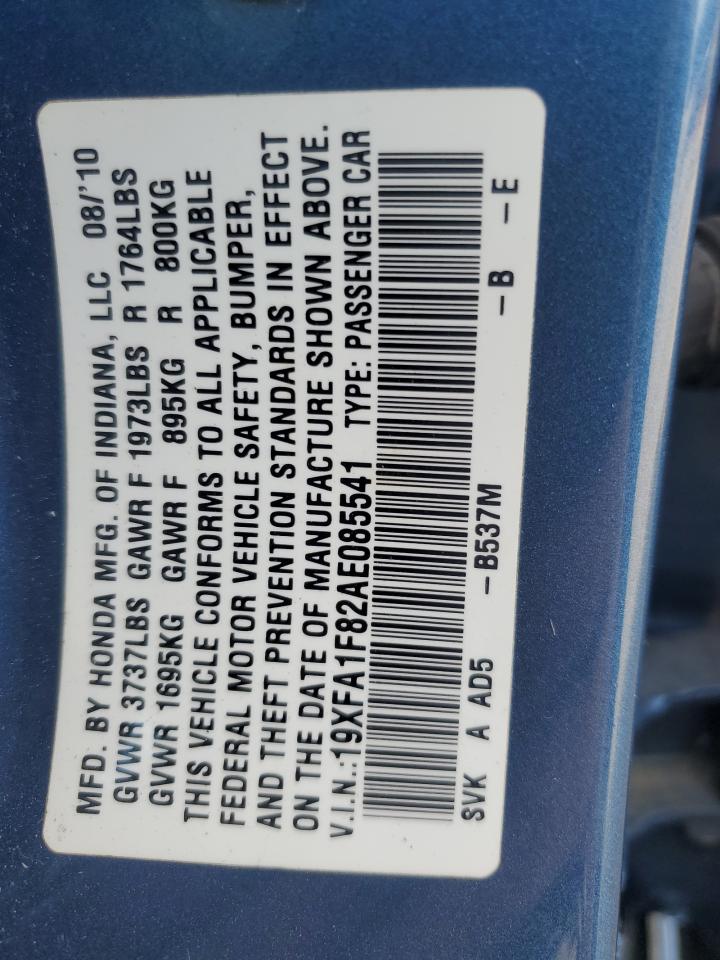 MFD. BY HONDA MFG. OF INDIANA, LLC 08/'10
GVWR 3737LBS GAWR F 1973LBS R 1764LBS
GVWR 1695KG GAWR F 895KG R 800KG
THIS VEHICLE CONFORMS TO ALL APPLICABLE
FEDERAL MOTOR VEHICLE SAFETY, BUMPER,
AND THEFT PREVENTION STANDARDS IN EFFECT
ON THE DATE OF MANUFACTURE SHOWN ABOVE.
V.I.N.:19XFA1F82AE085541 TYPE: PASSENGER CAR
SVK A AD5 -B537M -B -E